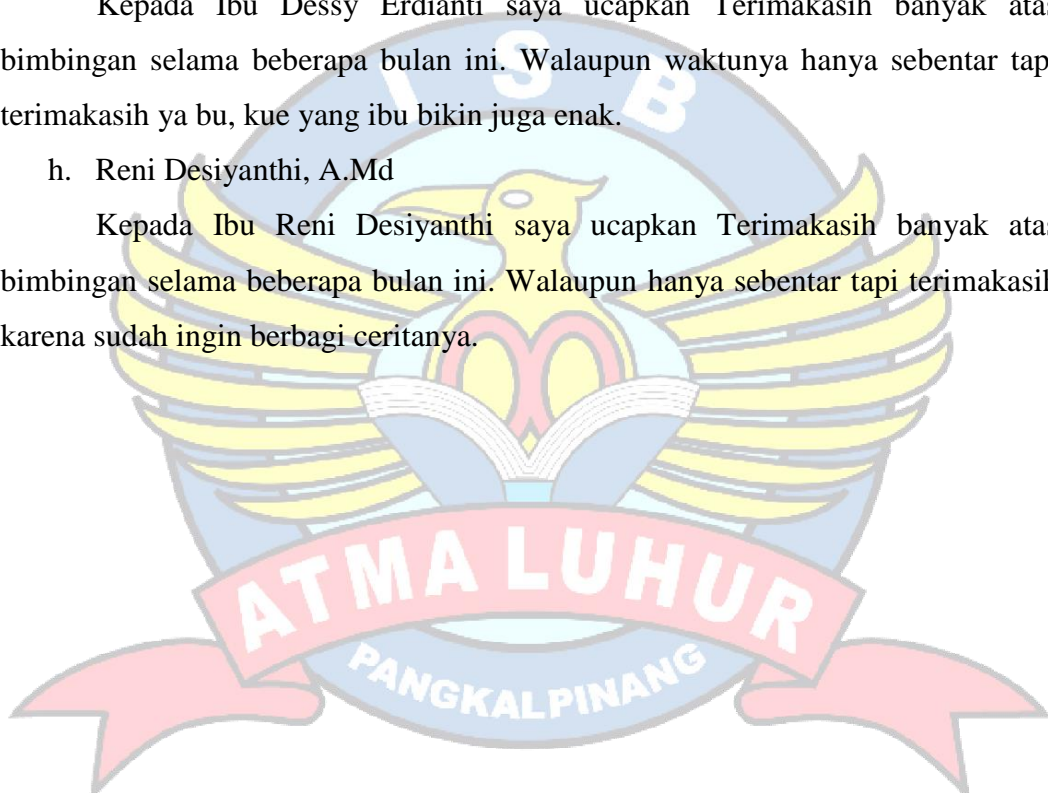 Kepada Ibu Dessy Erdianti saya ucapkan Terimakasih banyak atas
bimbingan selama beberapa bulan ini. Walaupun waktunya hanya sebentar tap
terimakasih ya bu, kue yang ibu bikin juga enak.
h. Reni Desiyanthi, A.Md
Kepada Ibu Reni Desiyanthi saya ucapkan Terimakasih banyak atas
bimbingan selama beberapa bulan ini. Walaupun hanya sebentar tapi terimakasih
karena sudah ingin berbagi ceritanya.
I S B
ATMA LUHUR
PANGKALPINANG